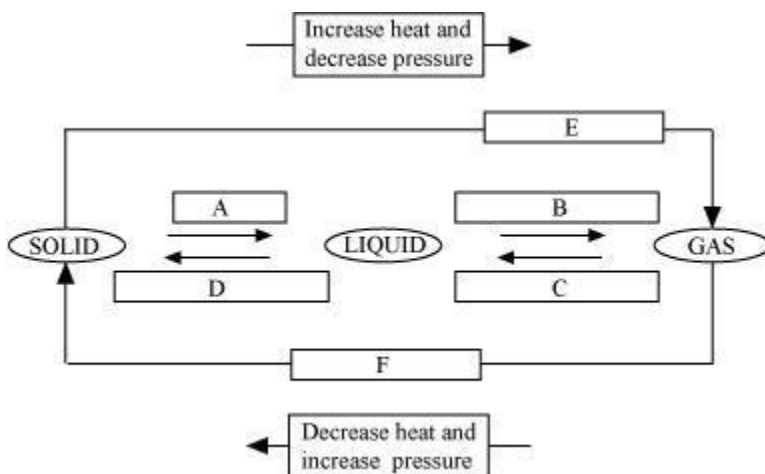 Increase heat and
decrease pressure
E
A
B
SOLID
LIQUID
GAS
D
C
F
Decrease heat and
increase pressure